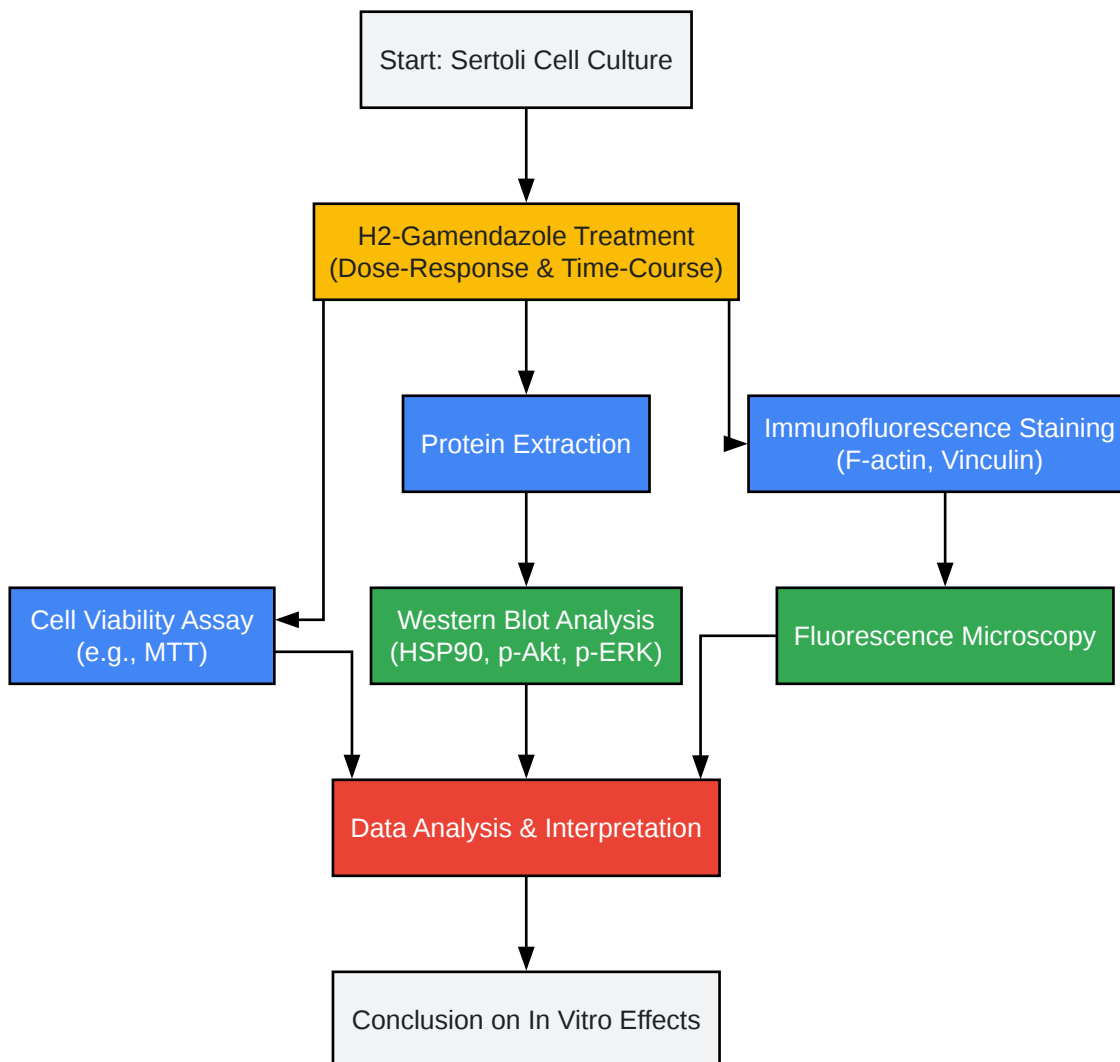 Start: Sertoli Cell Culture
H2-Gamendazole Treatment
(Dose-Response & Time-Course)
Protein Extraction
Immunofluorescence Staining
(F-actin, Vinculin)
Cell Viability Assay
(e.g., MTT)
Western Blot Analysis
(HSP90, p-Akt, p-ERK)
Fluorescence Microscopy
Data Analysis & Interpretation
Conclusion on In Vitro Effects